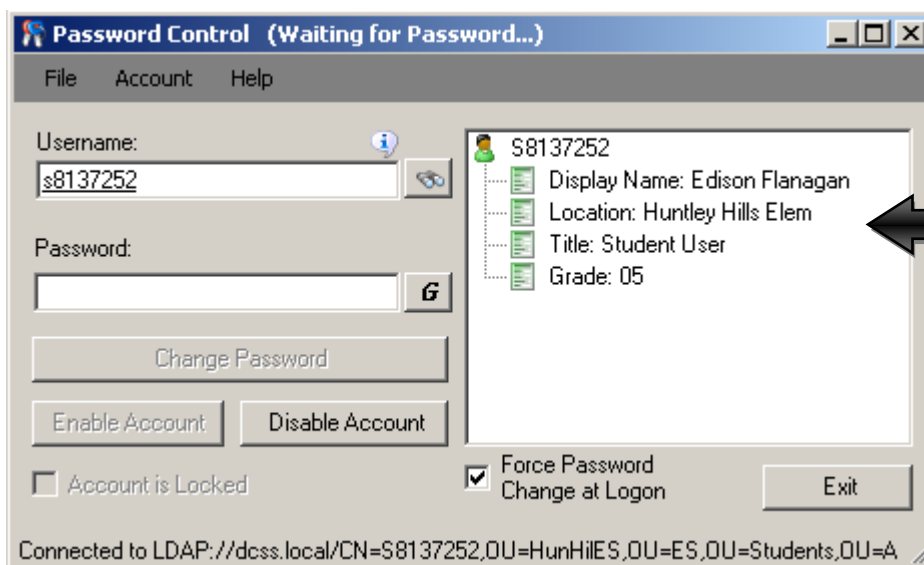 Password Control (Waiting for Password...)
File Account Help
Username:
s8137252
Password:
G
Change Password
Enable Account Disable Account
Account is Locked
S8137252
Display Name: Edison Flanagan
Location: Huntley Hills Elem
Title: Student User
Grade: 05
Force Password
Change at Logon
Exit
Connected to LDAP://dcss.local/CN=S8137252,OU=HunHilES,OU=ES,OU=Students,OU=A